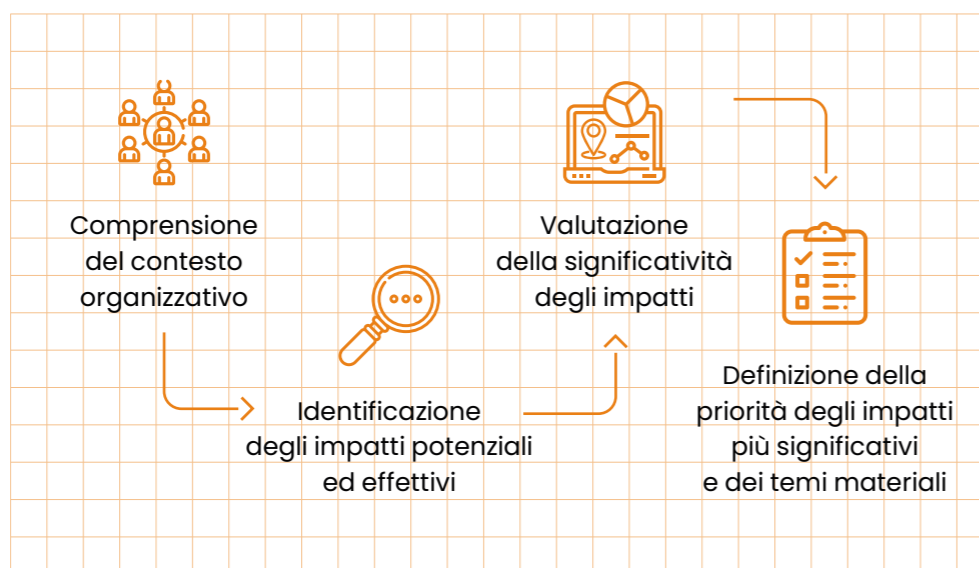 Comprensione
del contesto
organizzativo
Identificazione
degli impatti potenziali
ed effettivi
Valutazione
della significatività
degli impatti
Definizione della
priorità degli impatti
più significativi
e dei temi materiali